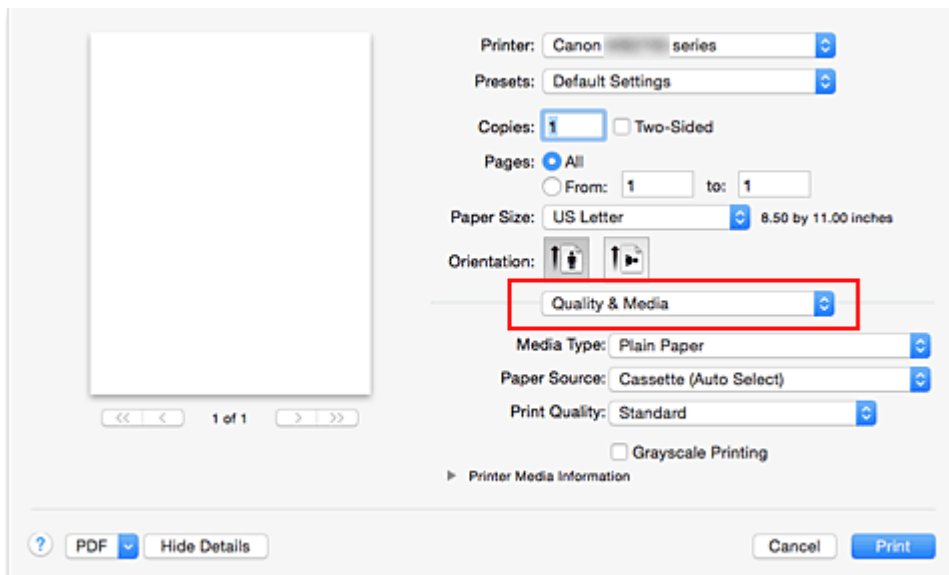 Printer: Canon series
Presets: Default Settings
Copies: 1 Two-Sided
Pages: All
From: 1 to: 1
Paper Size: US Letter 8.50 by 11.00 inches
Orientation:
Quality & Media
Media Type: Plain Paper
Paper Source: Cassette (Auto Select)
Print Quality: Standard
Grayscale Printing
Printer Media Information
<< < 1 of 1 > >>
? PDF Hide Details Cancel Print